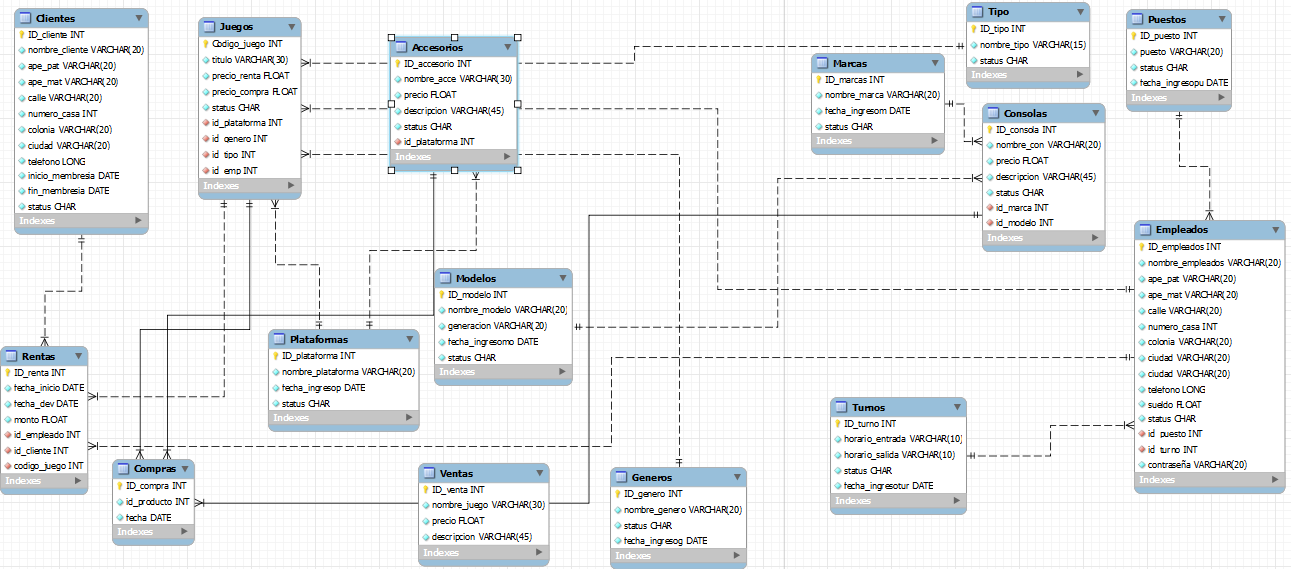 Clientes
ID_cliente INT
nombre_cliente VARCHAR(20)
ape_pat VARCHAR(20)
ape_mat VARCHAR(20)
calle VARCHAR(20)
numero_casa INT
colonia VARCHAR(20)
ciudad VARCHAR(20)
telefono LONG
inicio_membresia DATE
fin_membresia DATE
status CHAR
Indexes
Juegos
Codigo_juego INT
titulo VARCHAR(30)
precio_renta FLOAT
precio_compra FLOAT
status CHAR
id_plataforma INT
id_genero INT
id_tipo INT
id_emp INT
Indexes
Accesorios
ID_accesorio INT
nombre_acce VARCHAR(30)
precio FLOAT
descripcion VARCHAR(45)
status CHAR
id_plataforma INT
Indexes
Tipo
ID_tipo INT
nombre_tipo VARCHAR(15)
status CHAR
Indexes
Puestos
ID_puesto INT
puesto VARCHAR(20)
status CHAR
fecha_ingresopu DATE
Indexes
Marcas
ID_marcas INT
nombre_marca VARCHAR(20)
fecha_ingresom DATE
status CHAR
Indexes
Consolas
ID_consola INT
nombre_con VARCHAR(20)
precio FLOAT
descripcion VARCHAR(45)
status CHAR
id_marca INT
id_modelo INT
Indexes
Empleados
ID_empleados INT
nombre_empleados VARCHAR(20)
ape_pat VARCHAR(20)
ape_mat VARCHAR(20)
calle VARCHAR(20)
numero_casa INT
colonia VARCHAR(20)
ciudad VARCHAR(20)
ciudad VARCHAR(20)
telefono LONG
sueldo FLOAT
status CHAR
id_puesto INT
id_turno INT
contraseña VARCHAR(20)
Indexes
Modelos
ID_modelo INT
nombre_modelo VARCHAR(20)
generacion VARCHAR(20)
fecha_ingresomo DATE
status CHAR
Indexes
Plataformas
ID_plataforma INT
nombre_plataforma VARCHAR(20)
fecha_ingresop DATE
status CHAR
Indexes
Rentas
ID_renta INT
fecha_inicio DATE
fecha_dev DATE
monto FLOAT
id_empleado INT
id_cliente INT
codigo_juego INT
Indexes
Turnos
ID_turno INT
horario_entrada VARCHAR(10)
horario_salida VARCHAR(10)
status CHAR
fecha_ingresotur DATE
Indexes
Compras
ID_compra INT
id_producto INT
fecha DATE
Indexes
Ventas
ID_venta INT
nombre_juego VARCHAR(30)
precio FLOAT
descripcion VARCHAR(45)
Indexes
Generos
ID_genero INT
nombre_genero VARCHAR(20)
status CHAR
fecha_ingresog DATE
Indexes